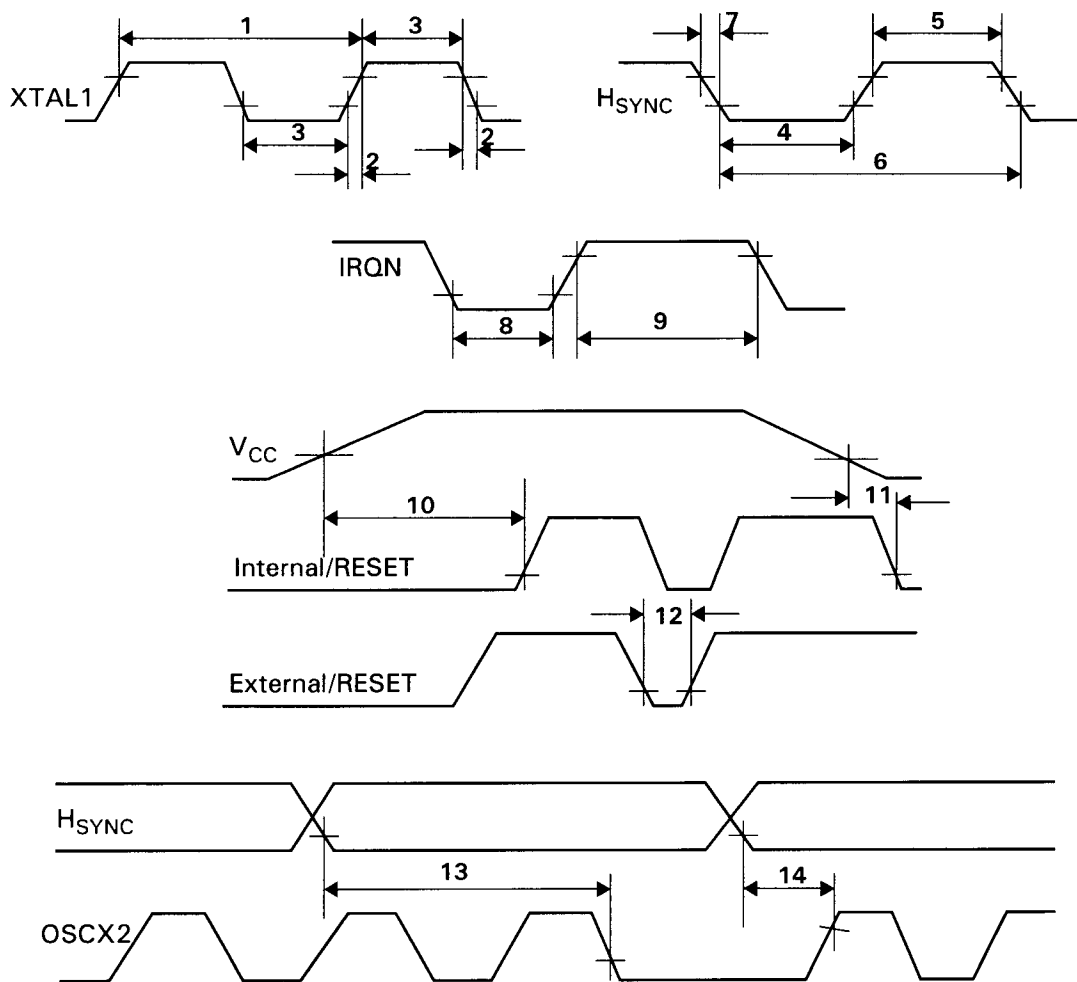 1 3 7 5
XTAL1
HSYNC
3 2 4
2 6
IRQN
8 9
VCC
10 11
Internal/RESET
12
External/RESET
HSYNC
13 14
OSCX2